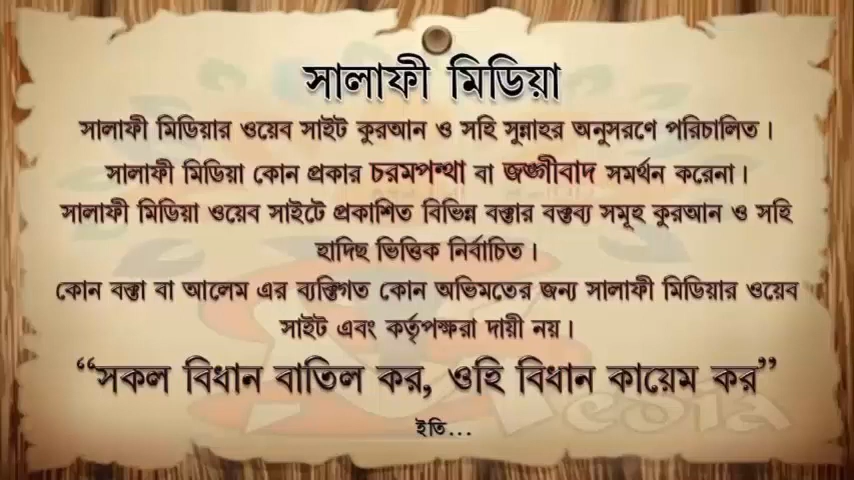 সালাফী মিডিয়া
সালাফী মিডিয়ার ওয়েব সাইট কুরআন ও সহি সুন্নাহর অনুসরণে পরিচালিত।
সালাফী মিডিয়া কোন প্রকার চরমপন্থা বা জঙ্গীবাদ সমর্থন করেনা।
সালাফী মিডিয়া ওয়েব সাইটে প্রকাশিত বিভিন্ন বক্তার বক্তব্য সমূহ কুরআন ও সহি
হাদিছ ভিত্তিক নির্বাচিত।
কোন বক্তা বা আলেম এর ব্যক্তিগত কোন অভিমতের জন্য সালাফী মিডিয়ার ওয়েব
সাইট এবং কর্তৃপক্ষরা দায়ী নয়।
“সকল বিধান বাতিল কর, ওহি বিধান কায়েম কর”
ইতি...